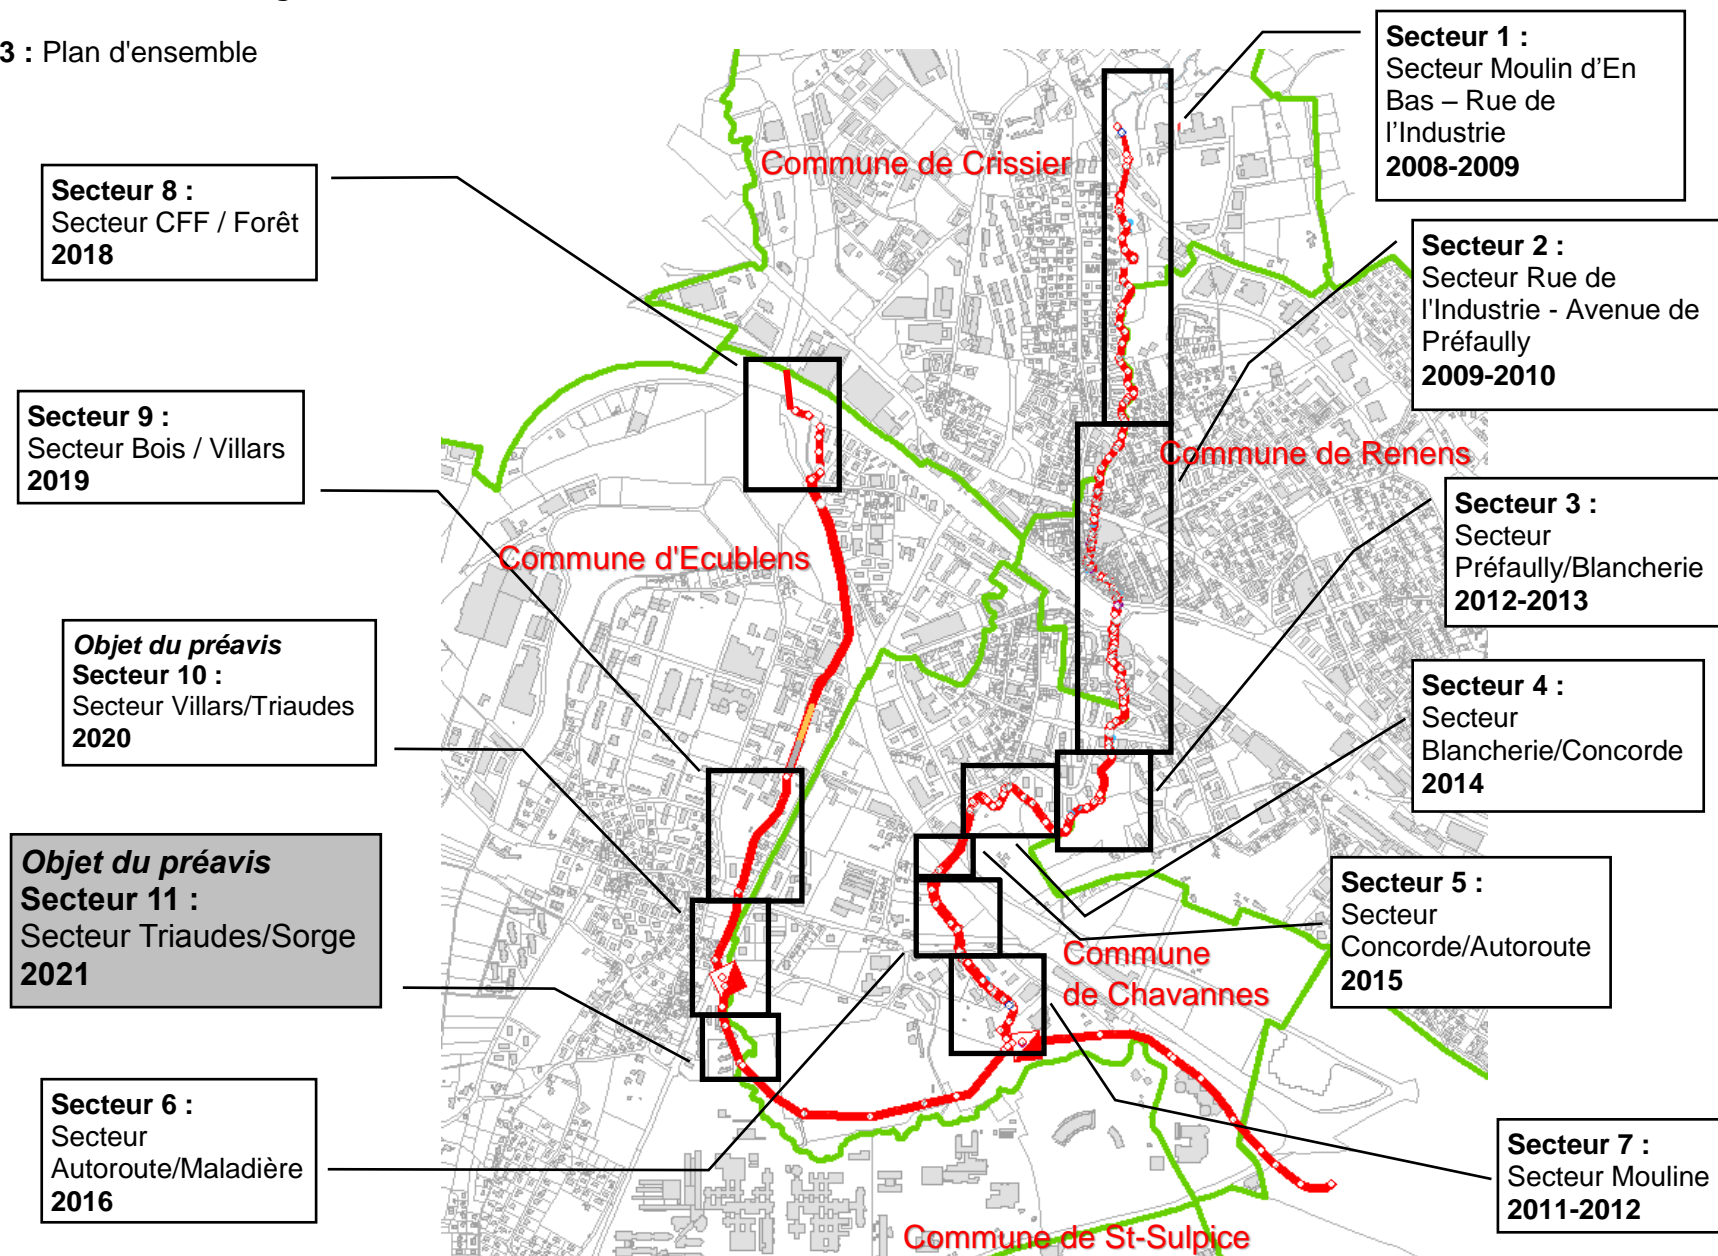 3 : Plan d'ensemble
Secteur 1 :
Secteur Moulin d'En
Bas – Rue de
l'Industrie
2008-2009
Commune de Crissier
Secteur 8 :
Secteur CFF / Forêt
2018
Secteur 2 :
Secteur Rue de
l'Industrie - Avenue de
Préfaully
2009-2010
Secteur 9 :
Secteur Bois / Villars
2019
Commune de Renens
Secteur 3 :
Secteur
Préfaully/Blancherie
2012-2013
Commune d'Ecublens
Objet du préavis
Secteur 10 :
Secteur Villars/Triaudes
2020
Secteur 4 :
Secteur
Blancherie/Concorde
2014
Objet du préavis
Secteur 11 :
Secteur Triaudes/Sorge
2021
Secteur 5 :
Secteur
Concorde/Autoroute
2015
Commune
de Chavannes
Secteur 6 :
Secteur
Autoroute/Maladière
2016
Secteur 7 :
Secteur Mouline
2011-2012
Commune de St-Sulpice